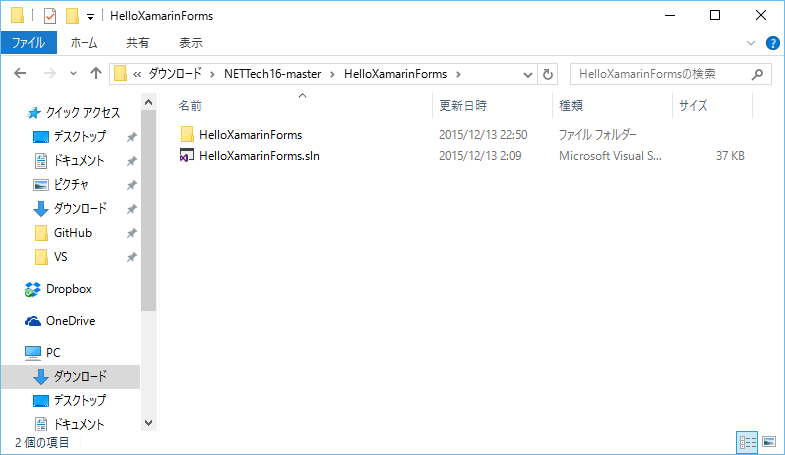 HelloXamarinForms
ファイル ホーム 共有 表示
« ダウンロード › NETTech16-master › HelloXamarinForms › HelloXamarinFormsの検索
名前 更新日時 種類 サイズ
HelloXamarinForms 2015/12/13 22:50 ファイル フォルダー
HelloXamarinForms.sln 2015/12/13 2:09 Microsoft Visual S... 37 KB
クイック アクセス
デスクトップ
ドキュメント
ピクチャ
ダウンロード
GitHub
VS
Dropbox
OneDrive
PC
ダウンロード
デスクトップ
ドキュメント
2 個の項目